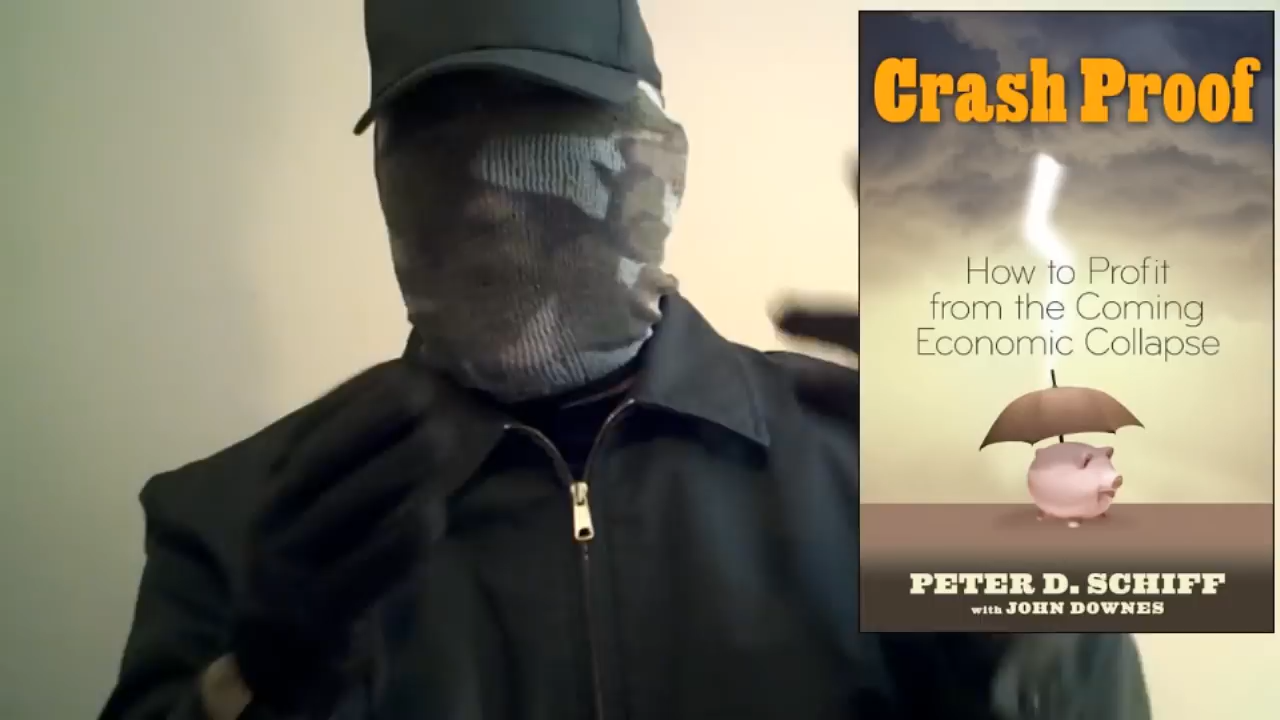 Crash Proof
How to Profit
from the Coming
Economic Collapse
PETER D. SCHIFF
with JOHN DOWNES